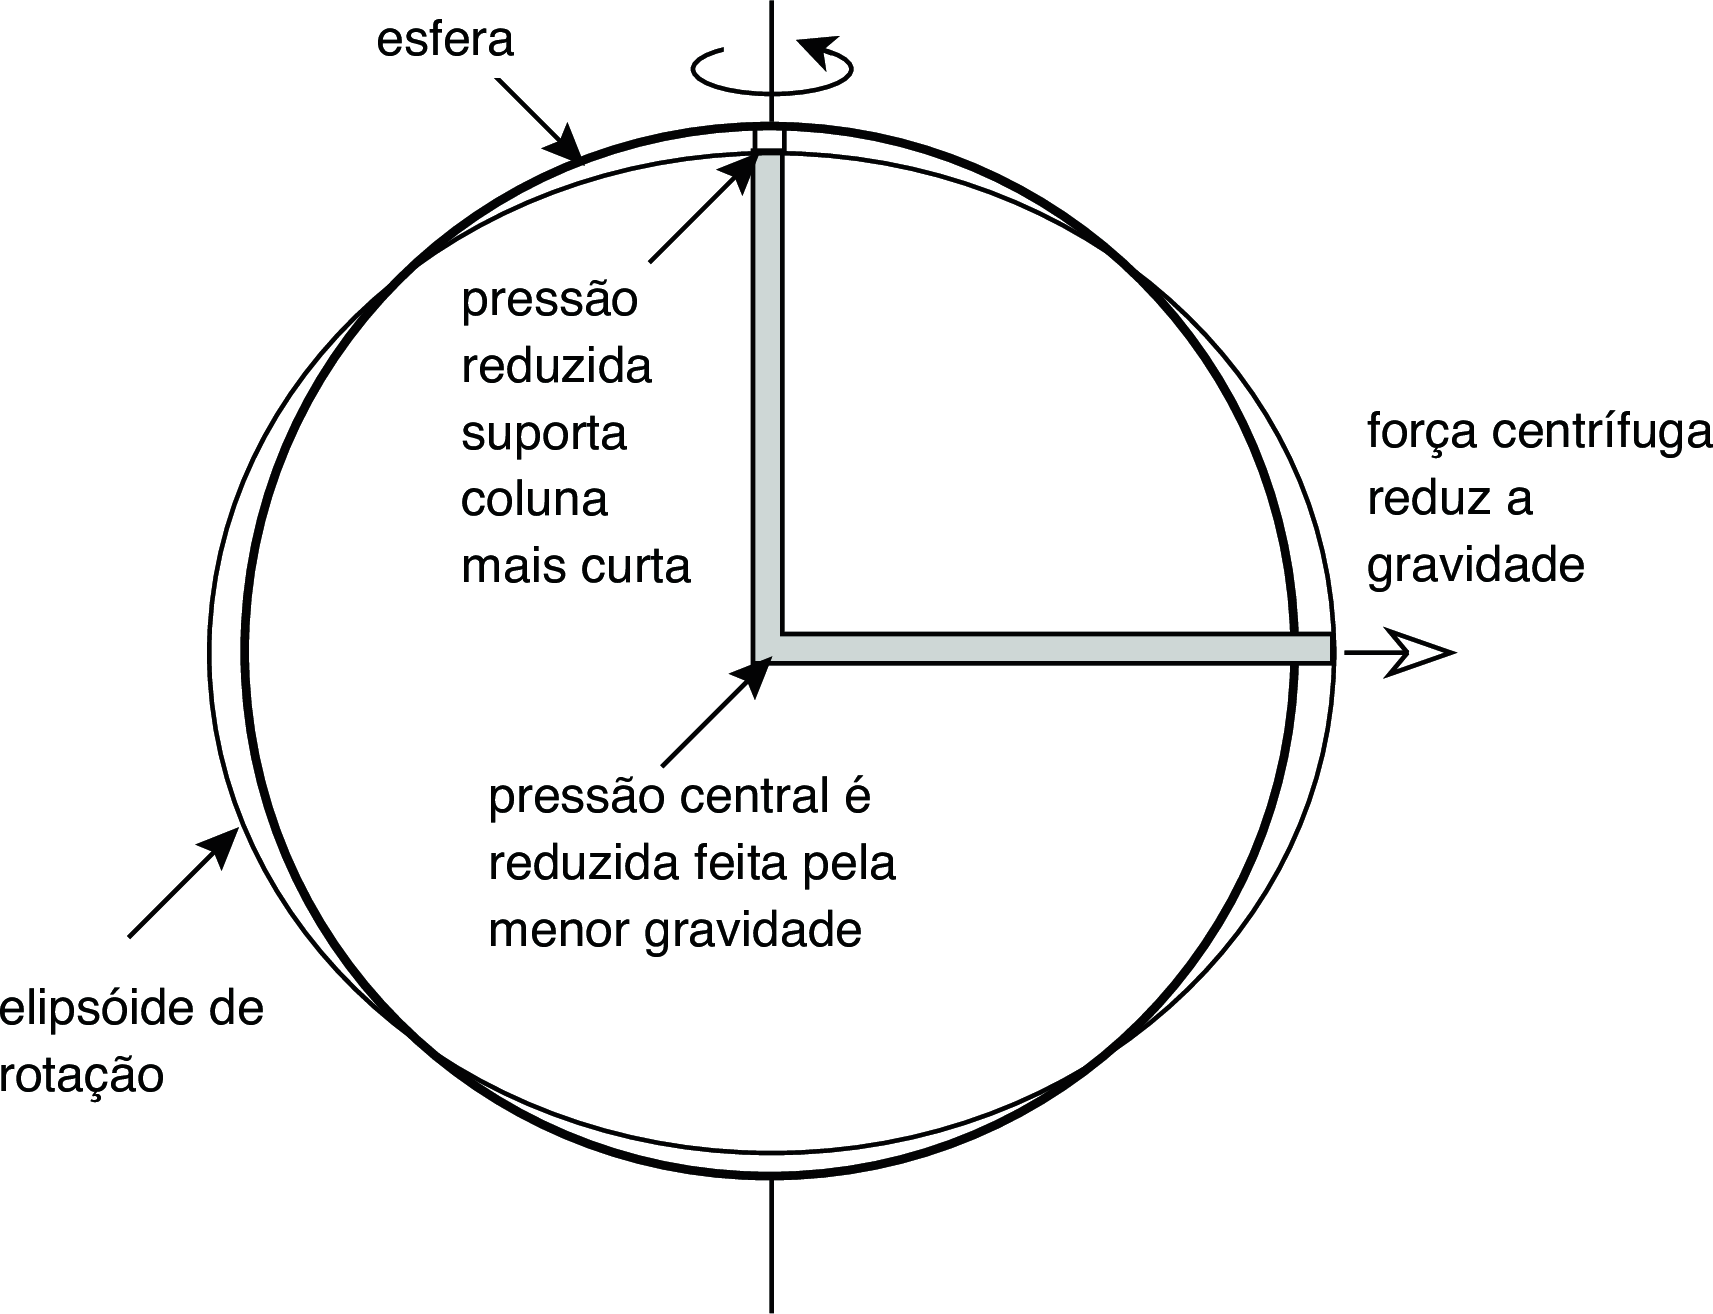 esfera
pressão
reduzida
suporta
coluna
mais curta
força centrífuga
reduz a
gravidade
pressão central é
reduzida feita pela
menor gravidade
elipsóide de
rotação